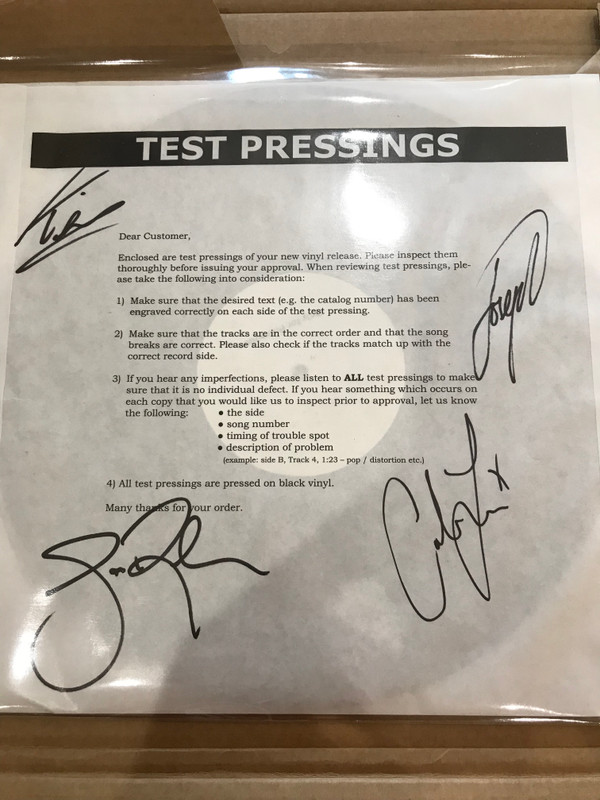 TEST PRESSINGS
Dear Customer,
Enclosed are test pressings of your new vinyl release. Please inspect them
thoroughly before issuing your approval. When reviewing test pressings, ple-
ase take the following into consideration:
1) Make sure that the desired text (e.g. the catalog number) has been
engraved correctly on each side of the test pressing.
2) Make sure that the tracks are in the correct order and that the song
breaks are correct. Please also check if the tracks match up with the
correct record side.
3) If you hear any imperfections, please listen to ALL test pressings to make
sure that it is no individual defect. If you hear something which occurs on
each copy that you would like us to inspect prior to approval, let us know
the following: • the side
• song number
• timing of trouble spot
• description of problem
(example: side B, Track 4, 1:23 – pop / distortion etc.)
4) All test pressings are pressed on black vinyl.
Many thanks for your order.
Joseph